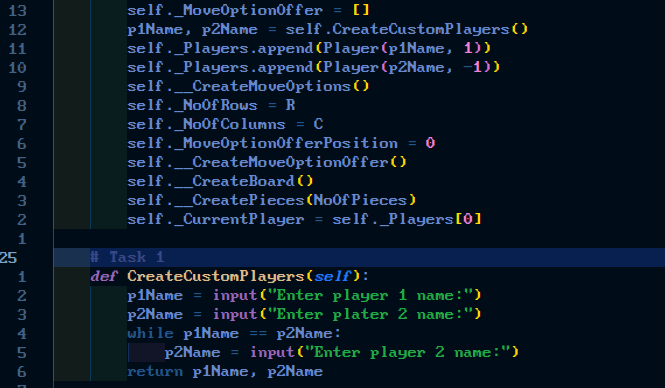 13 self._MoveOptionOffer = []
12 p1Name, p2Name = self.CreateCustomPlayers()
11 self._Players.append(Player(p1Name, 1))
10 self._Players.append(Player(p2Name, -1))
9 self.__CreateMoveOptions()
8 self._NoOfRows = R
7 self._NoOfColumns = C
6 self._MoveOptionOfferPosition = 0
5 self.__CreateMoveOptionOffer()
4 self.__CreateBoard()
3 self.__CreatePieces(NoOfPieces)
2 self._CurrentPlayer = self._Players[0]
1
25 # Task 1
1 def CreateCustomPlayers(self):
2 p1Name = input("Enter player 1 name:")
3 p2Name = input("Enter plater 2 name:")
4 while p1Name == p2Name:
5 p2Name = input("Enter player 2 name:")
6 return p1Name, p2Name